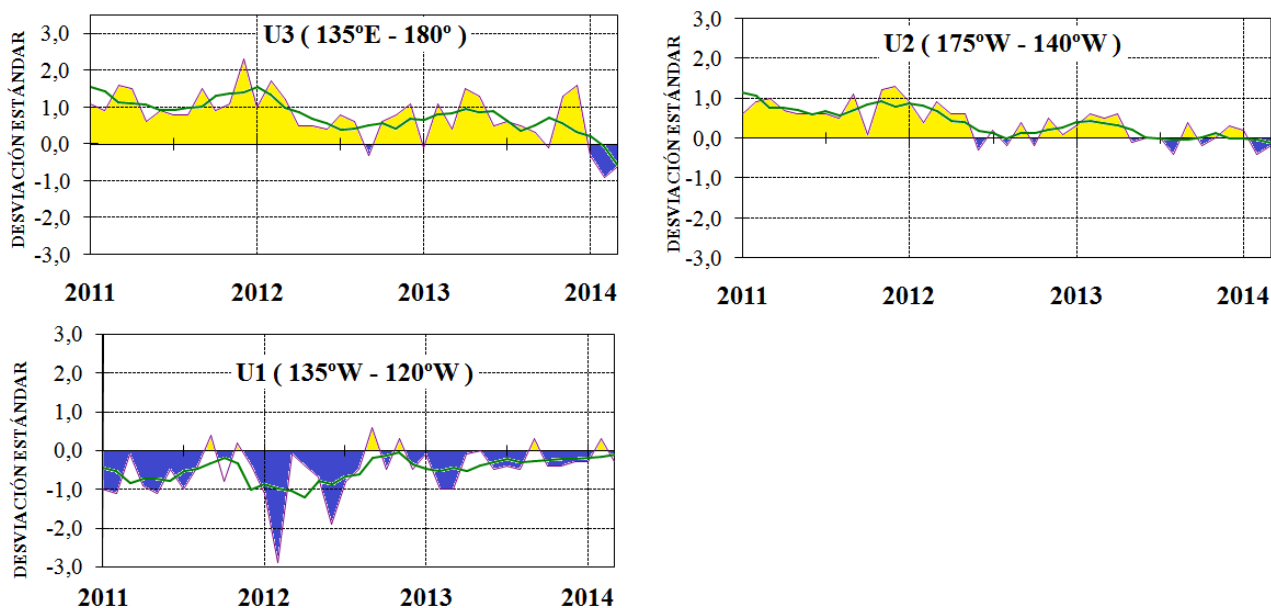 U3 ( 135ºE - 180º )
DESVIACIÓN ESTÁNDAR
3,0
2,0
1,0
0,0
-1,0
-2,0
-3,0
2011 2012 2013 2014
U2 ( 175ºW - 140ºW )
DESVIACIÓN ESTÁNDAR
3,0
2,0
1,0
0,0
-1,0
-2,0
-3,0
2011 2012 2013 2014
U1 ( 135ºW - 120ºW )
DESVIACIÓN ESTÁNDAR
3,0
2,0
1,0
0,0
-1,0
-2,0
-3,0
2011 2012 2013 2014